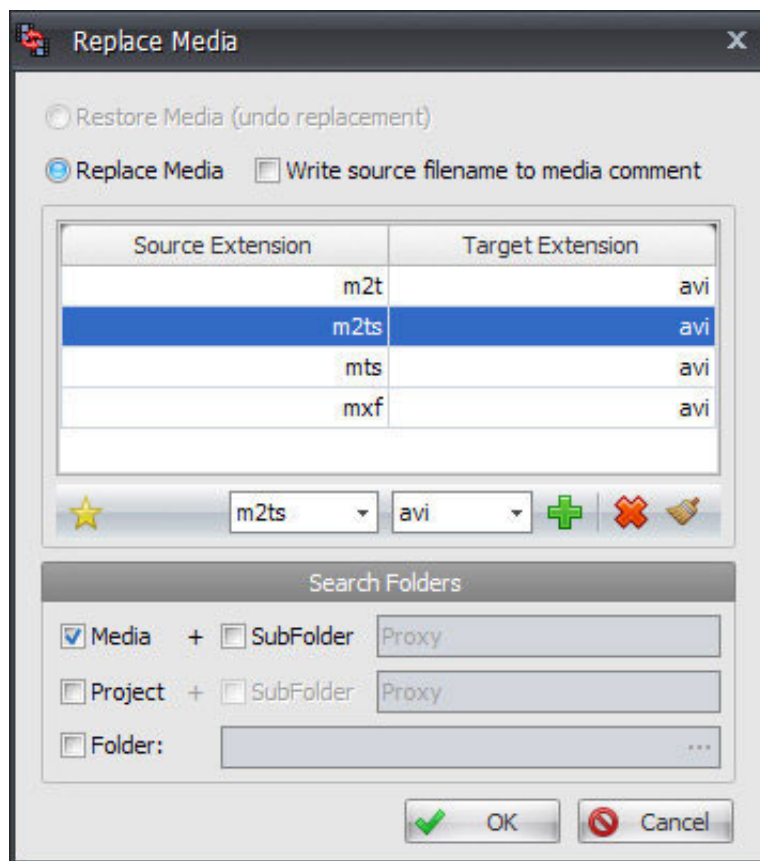 Replace Media X
Restore Media (undo replacement)
Replace Media Write source filename to media comment
Source Extension Target Extension
m2t avi
m2ts avi
mts avi
mxf avi
m2ts avi
Search Folders
Media + SubFolder Proxy
Project + SubFolder Proxy
Folder: ...
OK Cancel